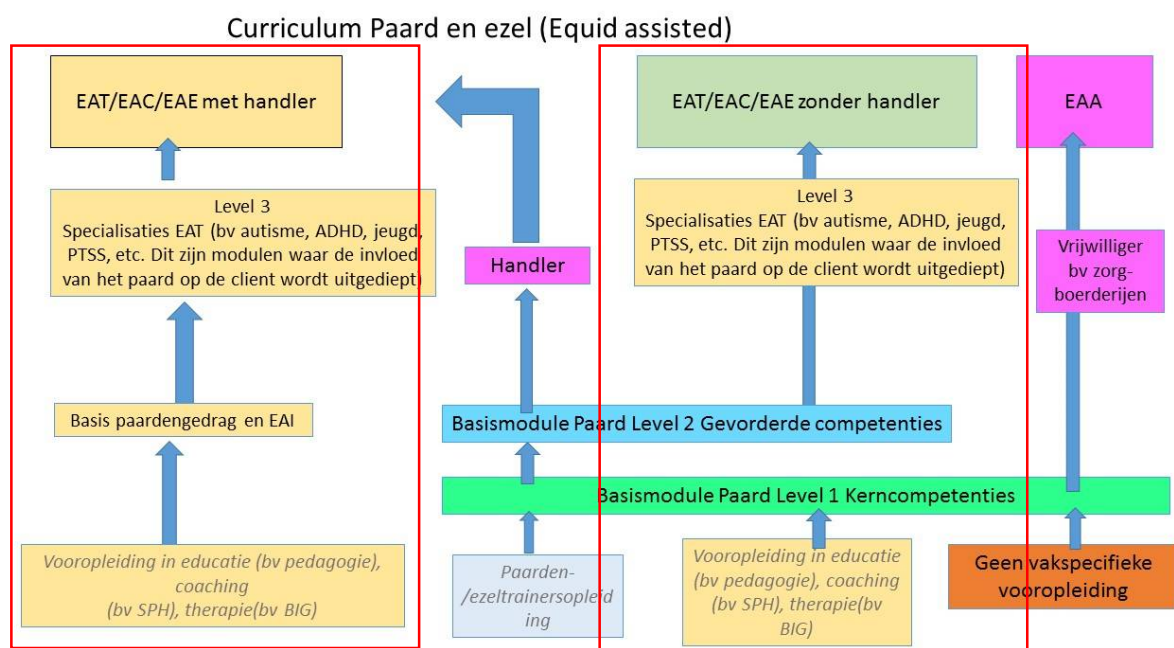 Curriculum Paard en ezel (Equid assisted)
EAT/EAC/EAE met handler
EAT/EAC/EAE zonder handler
EAA
Level 3
Specialisaties EAT (bv autisme, ADHD, jeugd,
PTSS, etc. Dit zijn modulen waar de invloed
van het paard op de client wordt uitgediept)
Handler
Level 3
Specialisaties EAT (bv autisme, ADHD, jeugd,
PTSS, etc. Dit zijn modulen waar de invloed
van het paard op de client wordt uitgediept)
Vrijwilliger
bv zorg-
boerderijen
Basis paardengedrag en EAI
Basismodule Paard Level 2 Gevorderde competenties
Basismodule Paard Level 1 Kerncompetenties
Vooropleiding in educatie (bv pedagogie),
coaching
(bv SPH), therapie(bv BIG)
Paarden-
/ezeltrainersopleid
ing
Vooropleiding in educatie
(bv pedagogie), coaching
(bv SPH), therapie(bv
BIG)
Geen vakspecifieke
vooropleiding